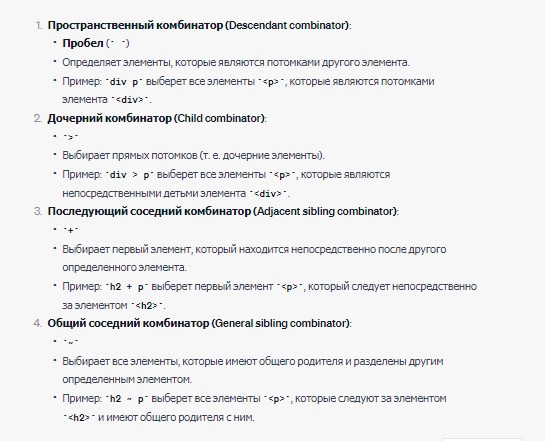 1. Пространственный комбинатор (Descendant combinator):
• Пробел (` `)
• Определяет элементы, которые являются потомками другого элемента.
• Пример: `div p` выберет все элементы `<p>`, которые являются потомками
элемента `<div>`.
2. Дочерний комбинатор (Child combinator):
• `>`
• Выбирает прямых потомков (т. е. дочерние элементы).
• Пример: `div > p` выберет все элементы `<p>`, которые являются
непосредственными детьми элемента `<div>`.
3. Последующий соседний комбинатор (Adjacent sibling combinator):
• `+`
• Выбирает первый элемент, который находится непосредственно после другого
определенного элемента.
• Пример: `h2 + p` выберет первый элемент `<p>`, который следует непосредственно
за элементом `<h2>`.
4. Общий соседний комбинатор (General sibling combinator):
• `~`
• Выбирает все элементы, которые имеют общего родителя и разделены другим
определенным элементом.
• Пример: `h2 ~ p` выберет все элементы `<p>`, которые следуют за элементом
`<h2>` и имеют общего родителя с ним.